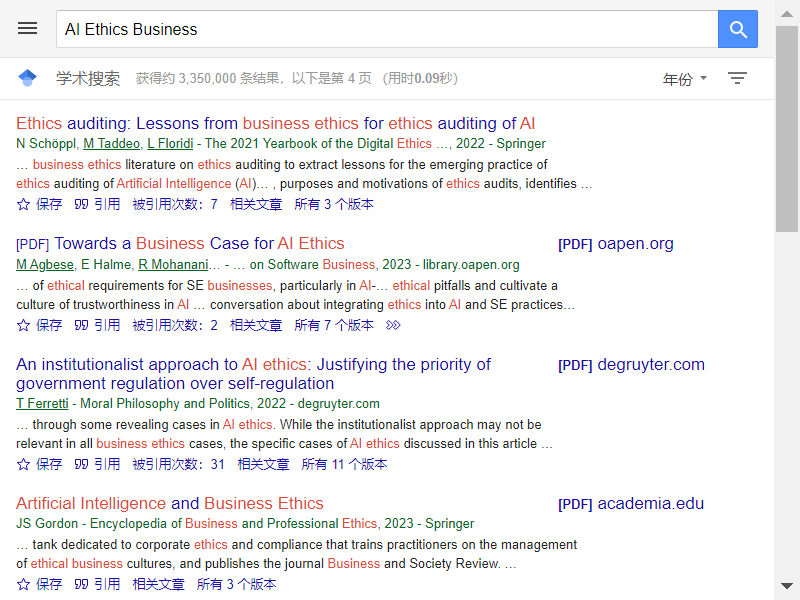 AI Ethics Business
学术搜索 获得约 3,350,000 条结果，以下是第 4 页 （用时0.09秒） 年份
Ethics auditing: Lessons from business ethics for ethics auditing of AI
N Schöppl, M Taddeo, L Floridi - The 2021 Yearbook of the Digital Ethics …, 2022 - Springer
… business ethics literature on ethics auditing to extract lessons for the emerging practice of
ethics auditing of Artificial Intelligence (AI)… , purposes and motivations of ethics audits, identifies …
保存 引用 被引用次数：7 相关文章 所有 3 个版本
[PDF] Towards a Business Case for AI Ethics [PDF] oapen.org
M Agbese, E Halme, R Mohanani… - … on Software Business, 2023 - library.oapen.org
… of ethical requirements for SE businesses, particularly in AI-… ethical pitfalls and cultivate a
culture of trustworthiness in AI … conversation about integrating ethics into AI and SE practices…
保存 引用 被引用次数：2 相关文章 所有 7 个版本
An institutionalist approach to AI ethics: Justifying the priority of [PDF] degruyter.com
government regulation over self-regulation
T Ferretti - Moral Philosophy and Politics, 2022 - degruyter.com
… through some revealing cases in AI ethics. While the institutionalist approach may not be
relevant in all business ethics cases, the specific cases of AI ethics discussed in this article …
保存 引用 被引用次数：31 相关文章 所有 11 个版本
Artificial Intelligence and Business Ethics [PDF] academia.edu
JS Gordon - Encyclopedia of Business and Professional Ethics, 2023 - Springer
… tank dedicated to corporate ethics and compliance that trains practitioners on the management
of ethical business cultures, and publishes the journal Business and Society Review. …
保存 引用 相关文章 所有 3 个版本